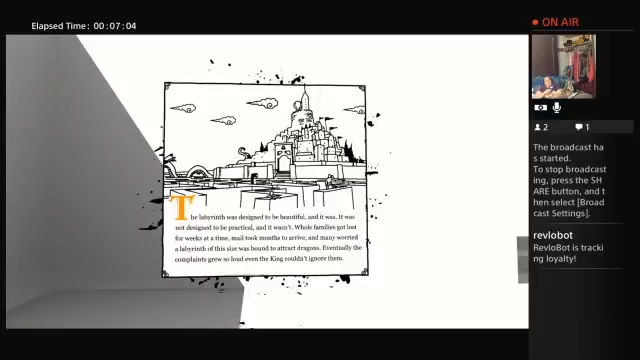 Elapsed Time: 00:07:04
ON AIR
2
1
The broadcast ha
s started.
To stop broadcast
ing, press the SH
ARE button, and t
hen select [Broad
cast Settings].
revlobot
RevloBot is tracki
ng loyalty!
The labyrinth was designed to be beautiful, and it was. It was
not designed to be practical, and it wasn't. Whole families got lost
for weeks at a time, mail took months to arrive, and many worried
a labyrinth of this size was bound to attract dragons. Eventually the
complaints grew so loud even the King couldn't ignore them.